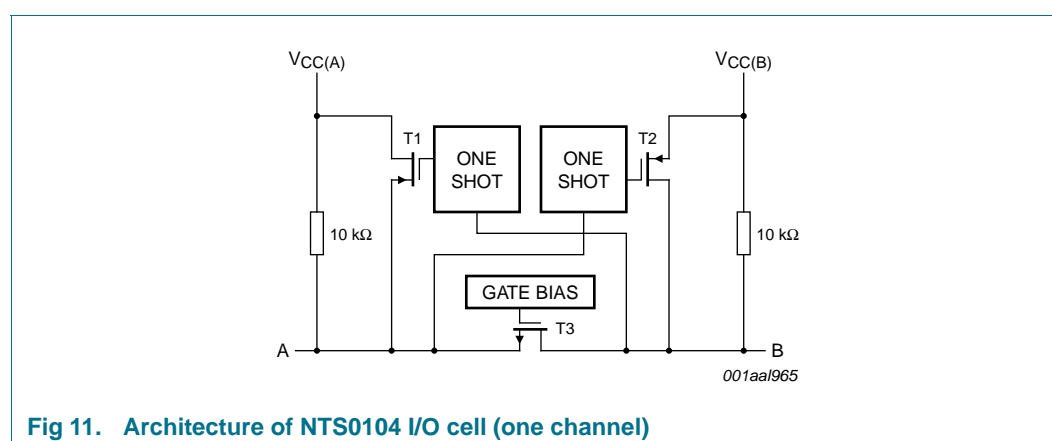 VCC(A)
VCC(B)
T1
ONE
SHOT
ONE
SHOT
T2
10 kΩ
10 kΩ
GATE BIAS
T3
A
B
001aal965
Fig 11. Architecture of NTS0104 I/O cell (one channel)